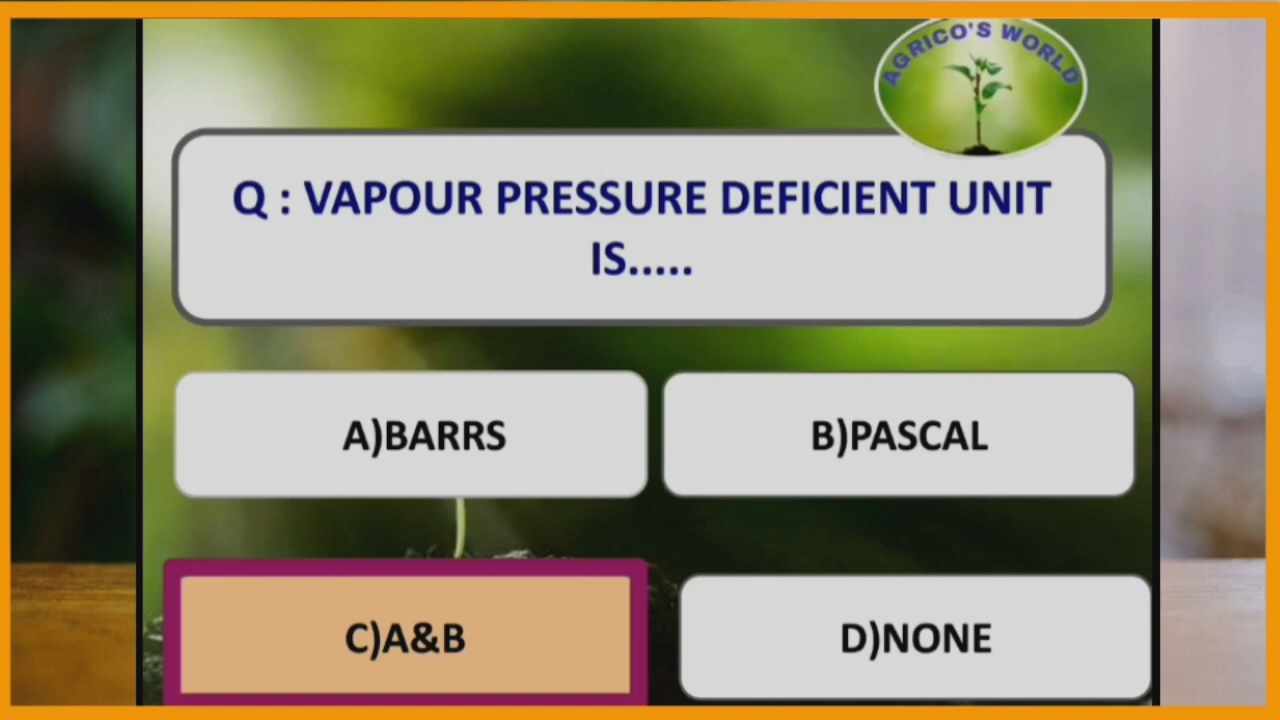 AGRICO'S WORLD
Q : VAPOUR PRESSURE DEFICIENT UNIT
IS.....
A)BARRS
B)PASCAL
C)A&B
D)NONE